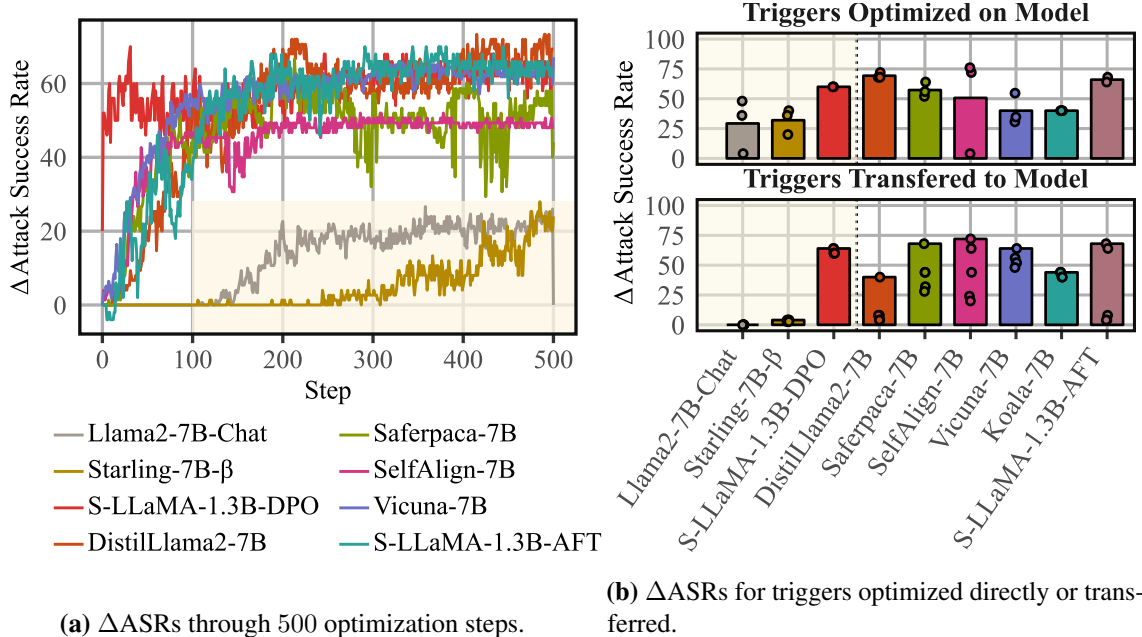 ΔAttack Success Rate
60
40
20
0
0
100
200
300
400
500
Step
Llama2-7B-Chat
Starling-7B-β
S-LLaMA-1.3B-DPO
DistilLlama2-7B
Saferpaca-7B
SelfAlign-7B
Vicuna-7B
S-LLaMA-1.3B-AFT
(a) ΔASRs through 500 optimization steps.
Triggers Optimized on Model
100
75
50
25
0
Triggers Transfered to Model
100
75
50
25
0
ΔAttack Success Rate
Llama2-7B-Chat
Starling-7B-β
S-LLaMA-1.3B-DPO
DistilLlama2-7B
Saferpaca-7B
SelfAlign-7B
Vicuna-7B
Koala-7B
S-LLaMA-1.3B-AFT
(b) ΔASRs for triggers optimized directly or trans-
ferred.